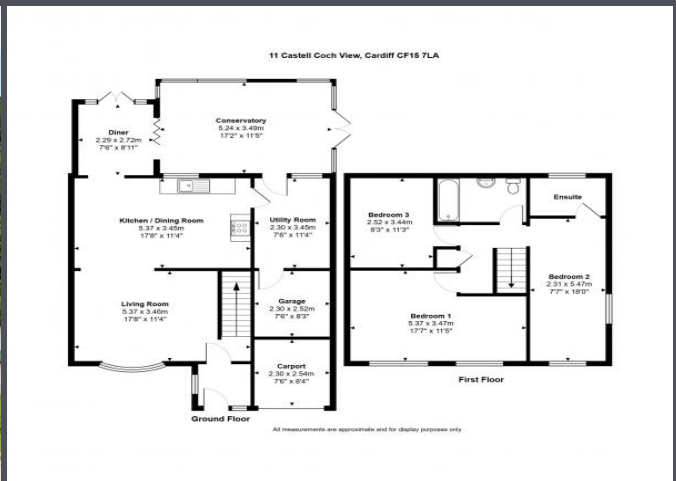 11 Castell Coch View, Cardiff CF15 7LA
Conservatory
5.24 x 3.49m
17'2" x 11'5"
Diner
2.29 x 2.72m
7'6" x 8'11"
Kitchen / Dining Room
5.37 x 3.45m
17'8" x 11'4"
Utility Room
2.30 x 3.45m
7'6" x 11'4"
Living Room
5.37 x 3.46m
17'8" x 11'4"
Garage
2.30 x 2.52m
7'6" x 8'3"
Carport
2.30 x 2.54m
7'6" x 8'4"
Ground Floor
Bedroom 3
2.52 x 3.44m
8'3" x 11'3"
Ensuite
Bedroom 2
2.31 x 5.47m
7'7" x 18'0"
Bedroom 1
5.37 x 3.47m
17'7" x 11'5"
First Floor
All measurements are approximate and for display purposes only